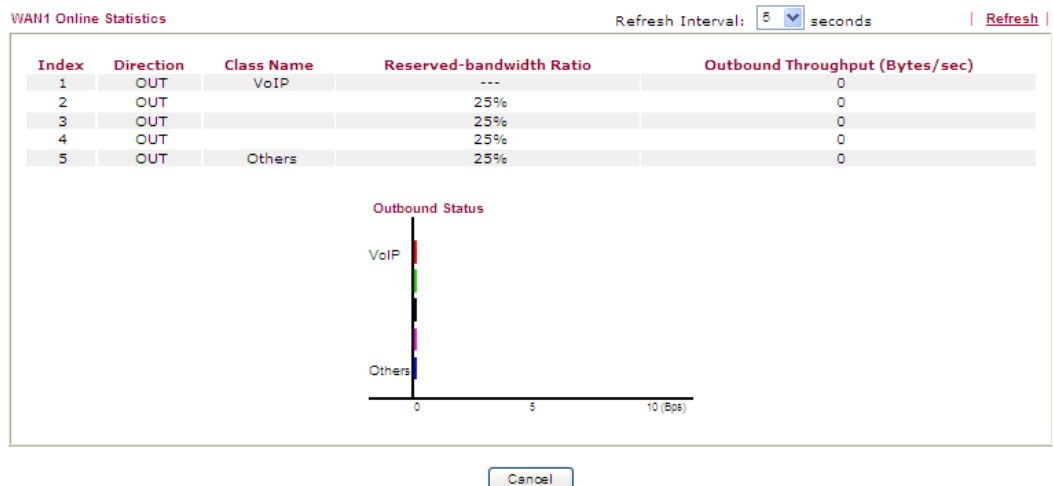 WAN1 Online Statistics Refresh Interval: 5 seconds | Refresh |
Index Direction Class Name Reserved-bandwidth Ratio Outbound Throughput (Bytes/sec)
1 OUT VoIP --- 0
2 OUT 25% 0
3 OUT 25% 0
4 OUT 25% 0
5 OUT Others 25% 0
Outbound Status
VoIP
Others
0 5 10 (Bps)
Cancel